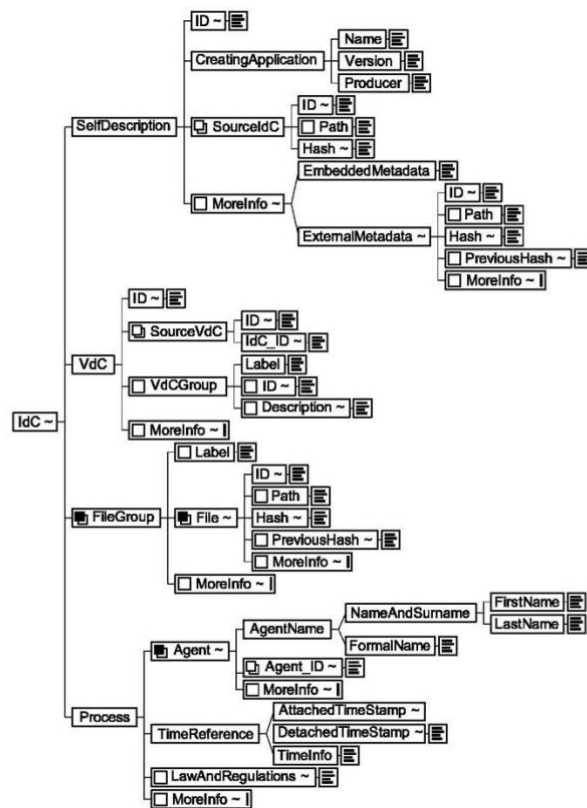 ID ~
CreatingApplication
Name
Version
Producer
SelfDescription
SourceIdC
ID ~
Path
Hash ~
MoreInfo ~
EmbeddedMetadata
ExternalMetadata ~
ID ~
Path
Hash ~
PreviousHash ~
MoreInfo ~
VdC
ID ~
SourceVdC
ID ~
IdC_ID ~
VdCGroup
Label
ID ~
Description ~
MoreInfo ~
IdC ~
FileGroup
Label
File ~
ID ~
Path
Hash ~
PreviousHash ~
MoreInfo ~
MoreInfo ~
Process
Agent ~
AgentName
NameAndSurname
FirstName
LastName
FormalName
Agent_ID ~
MoreInfo ~
TimeReference
AttachedTimeStamp ~
DetachedTimeStamp ~
TimeInfo
LawAndRegulations ~
MoreInfo ~